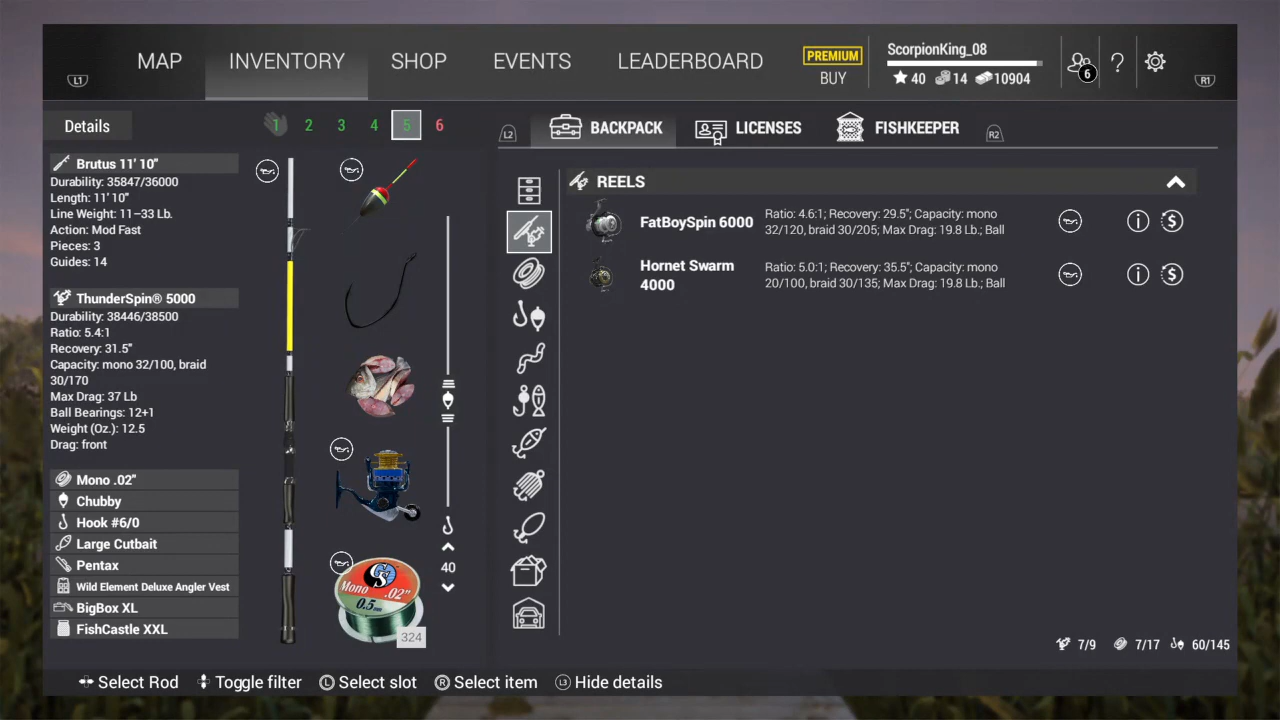 MAP
INVENTORY
SHOP
EVENTS
LEADERBOARD
PREMIUM
BUY
ScorpionKing_08
40 14 10904
6
?
L1
R1
Details
1 2 3 4 5 6
L2
BACKPACK
LICENSES
FISHKEEPER
R2
Brutus 11' 10"
Durability: 35847/36000
Length: 11' 10"
Line Weight: 11–33 Lb.
Action: Mod Fast
Pieces: 3
Guides: 14
ThunderSpin® 5000
Durability: 38446/38500
Ratio: 5.4:1
Recovery: 31.5"
Capacity: mono 32/100, braid
30/170
Max Drag: 37 Lb
Ball Bearings: 12+1
Weight (Oz.): 12.5
Drag: front
Mono .02"
Chubby
Hook #6/0
Large Cutbait
Pentax
Wild Element Deluxe Angler Vest
BigBox XL
FishCastle XXL
Mono .02"
0.5mm
324
40
REELS
FatBoySpin 6000
Ratio: 4.6:1; Recovery: 29.5"; Capacity: mono
32/120, braid 30/205; Max Drag: 19.8 Lb.; Ball
Hornet Swarm
4000
Ratio: 5.0:1; Recovery: 35.5"; Capacity: mono
20/100, braid 30/135; Max Drag: 19.8 Lb.; Ball
7/9 7/17 60/145
Select Rod
Toggle filter
L Select slot
R Select item
L3 Hide details